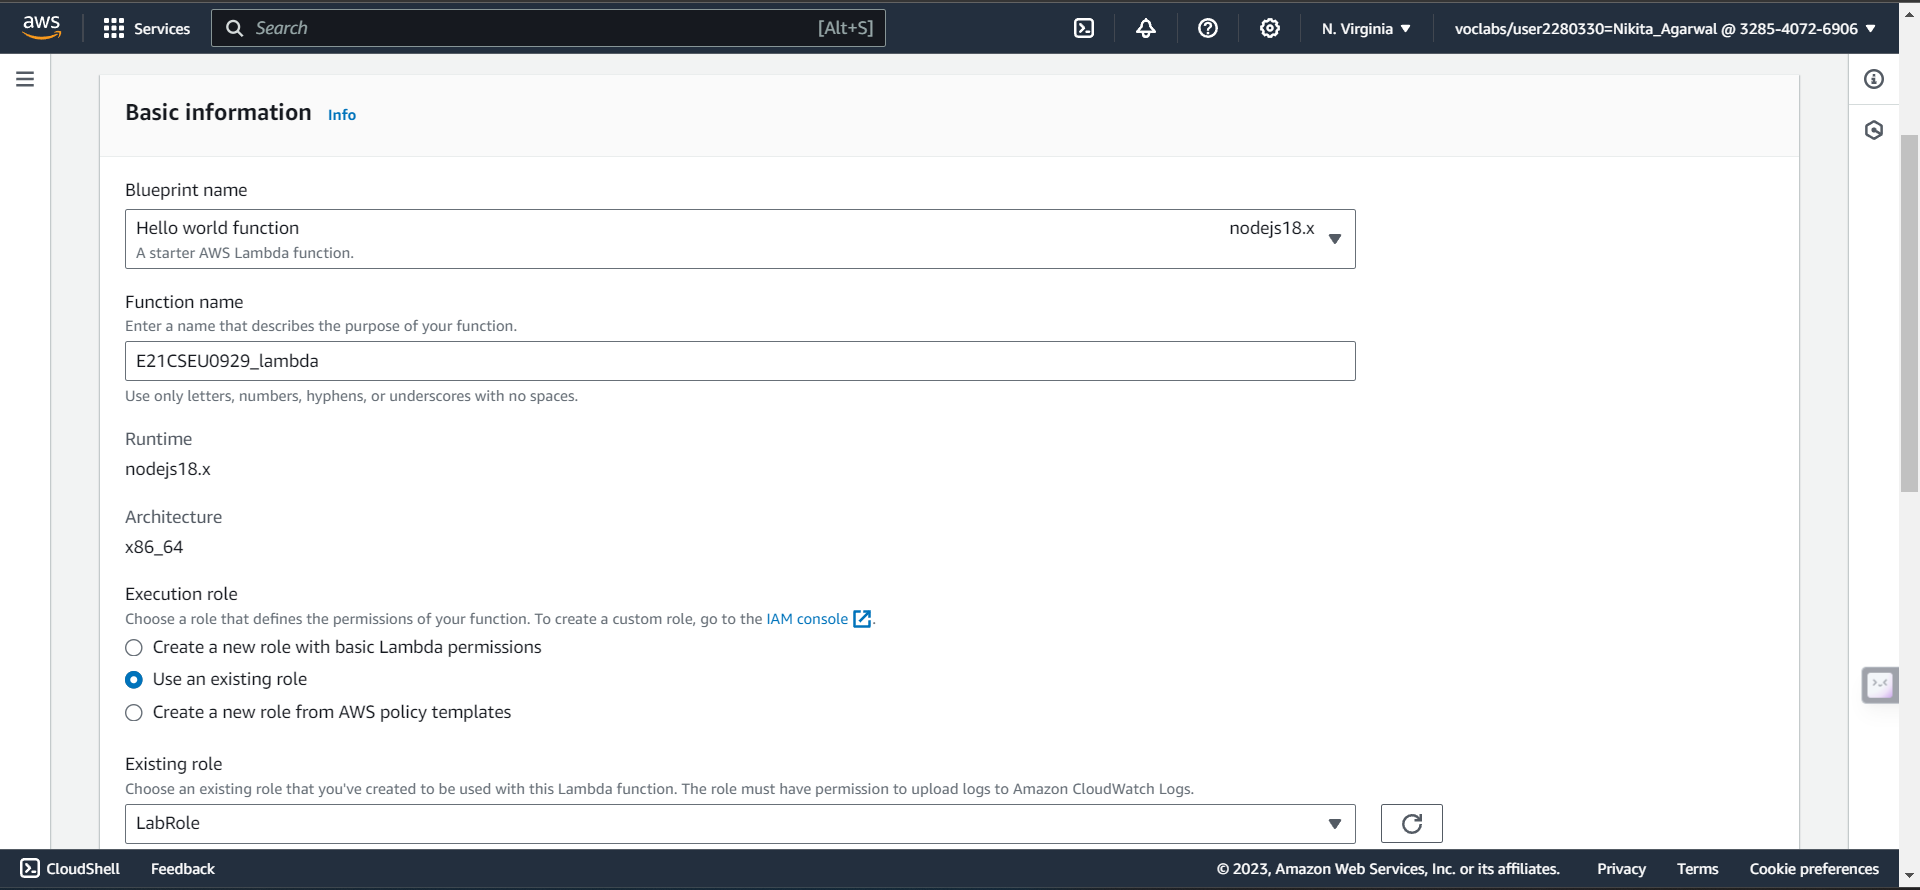 aws Services Search [Alt+S] N. Virginia voclabs/user2280330=Nikita_Agarwal @ 3285-4072-6906
Basic information Info
Blueprint name
Hello world function nodejs18.x
A starter AWS Lambda function.
Function name
Enter a name that describes the purpose of your function.
E21CSEU0929_lambda
Use only letters, numbers, hyphens, or underscores with no spaces.
Runtime
nodejs18.x
Architecture
x86_64
Execution role
Choose a role that defines the permissions of your function. To create a custom role, go to the IAM console.
Create a new role with basic Lambda permissions
Use an existing role
Create a new role from AWS policy templates
Existing role
Choose an existing role that you've created to be used with this Lambda function. The role must have permission to upload logs to Amazon CloudWatch Logs.
LabRole
CloudShell Feedback © 2023, Amazon Web Services, Inc. or its affiliates. Privacy Terms Cookie preferences